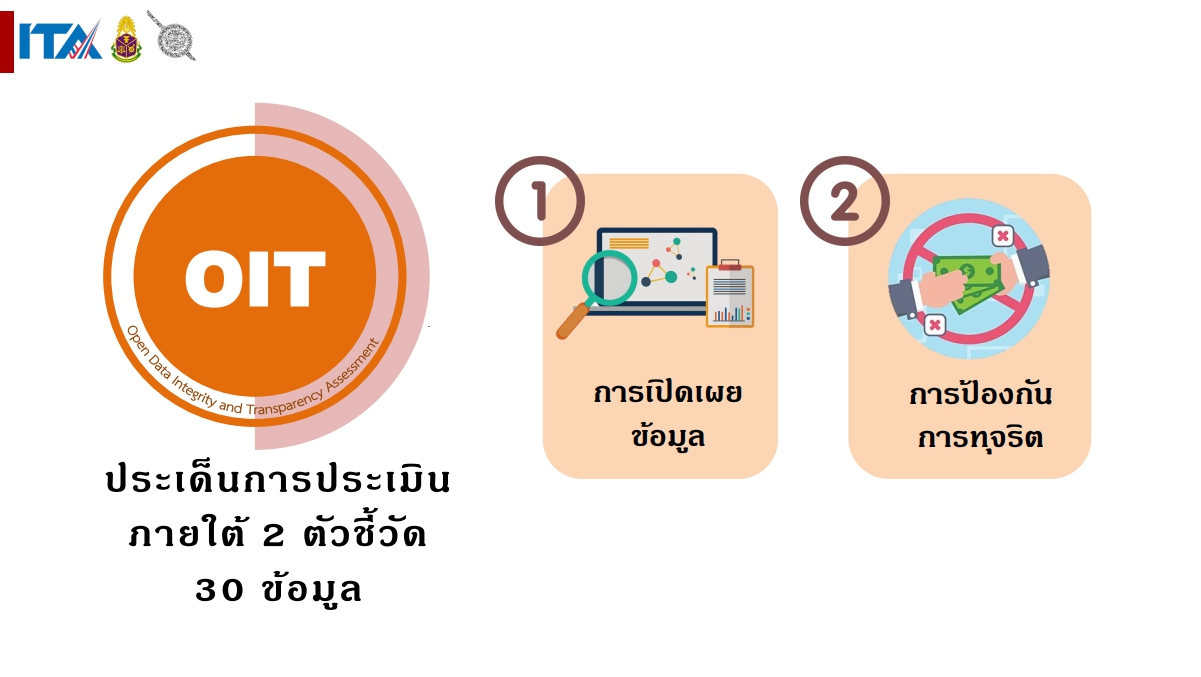 ITA
OIT
Open Data Integrity and Transparency Assessment
ประเด็นการประเมิน
ภายใต้ 2 ตัวชี้วัด
30 ข้อมูล
1
การเปิดเผย
ข้อมูล
2
การป้องกัน
การทุจริต